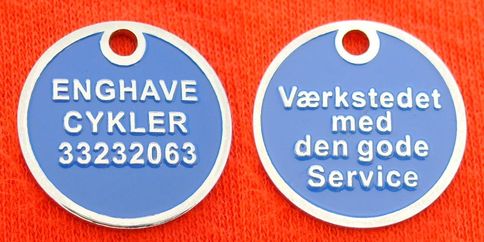 ENGHAVE
CYKLER
33232063
Værkstedet
med
den gode
Service